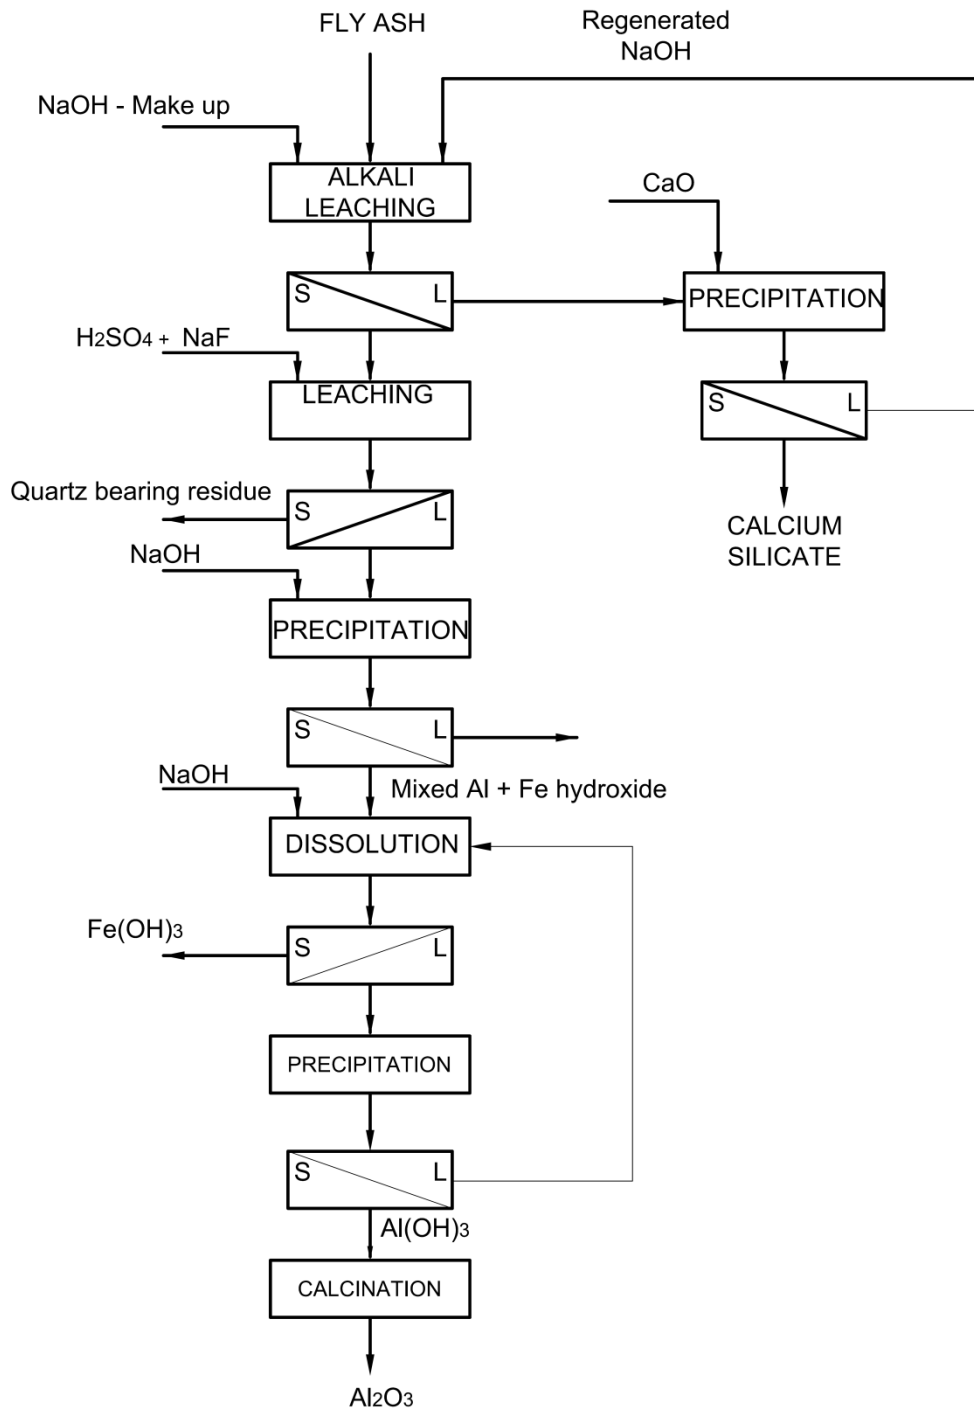 FLY ASH
Regenerated
NaOH
NaOH - Make up
ALKALI
LEACHING
CaO
S L
PRECIPITATION
H2SO4 + NaF
LEACHING
S L
Quartz bearing residue
S L
CALCIUM
SILICATE
NaOH
PRECIPITATION
S L
NaOH
Mixed Al + Fe hydroxide
DISSOLUTION
Fe(OH)3
S L
PRECIPITATION
S L
Al(OH)3
CALCINATION
Al2O3